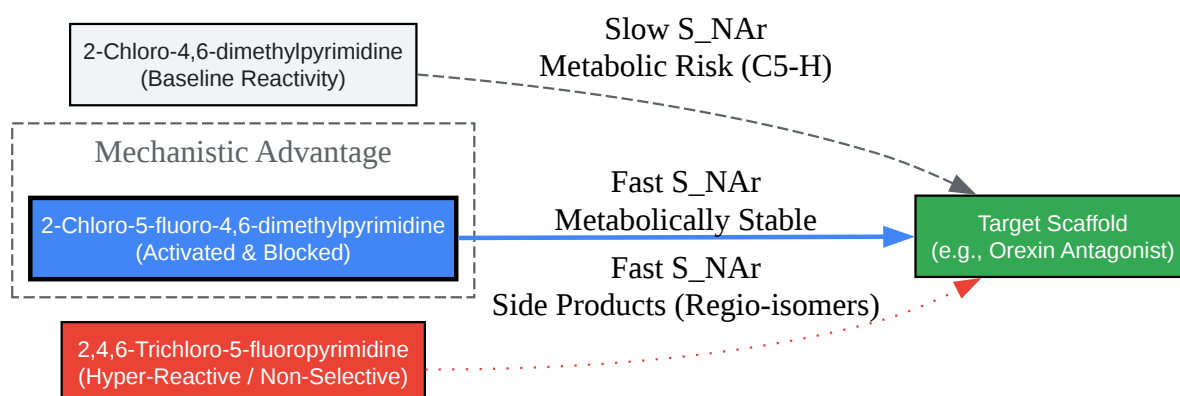 2-Chloro-4,6-dimethylpyrimidine
(Baseline Reactivity)
Slow S_NAr
Metabolic Risk (C5-H)
Mechanistic Advantage
2-Chloro-5-fluoro-4,6-dimethylpyrimidine
(Activated & Blocked)
Fast S_NAr
Metabolically Stable
Target Scaffold
(e.g., Orexin Antagonist)
Fast S_NAr
Side Products (Regio-isomers)
2,4,6-Trichloro-5-fluoropyrimidine
(Hyper-Reactive / Non-Selective)